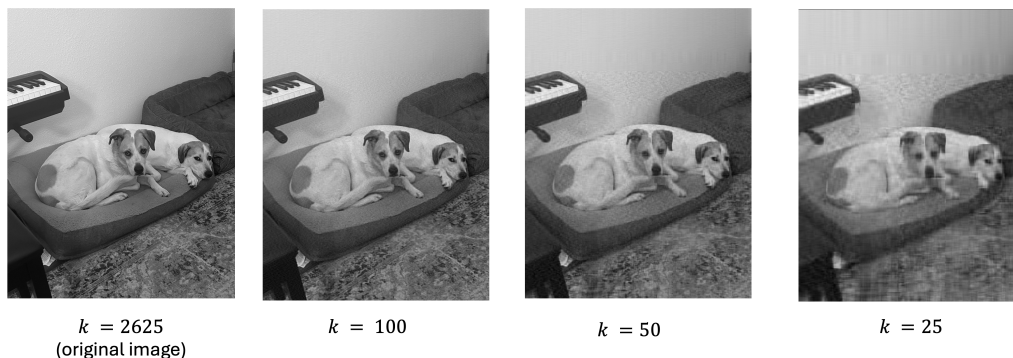 k = 2625
(original image)
k = 100
k = 50
k = 25